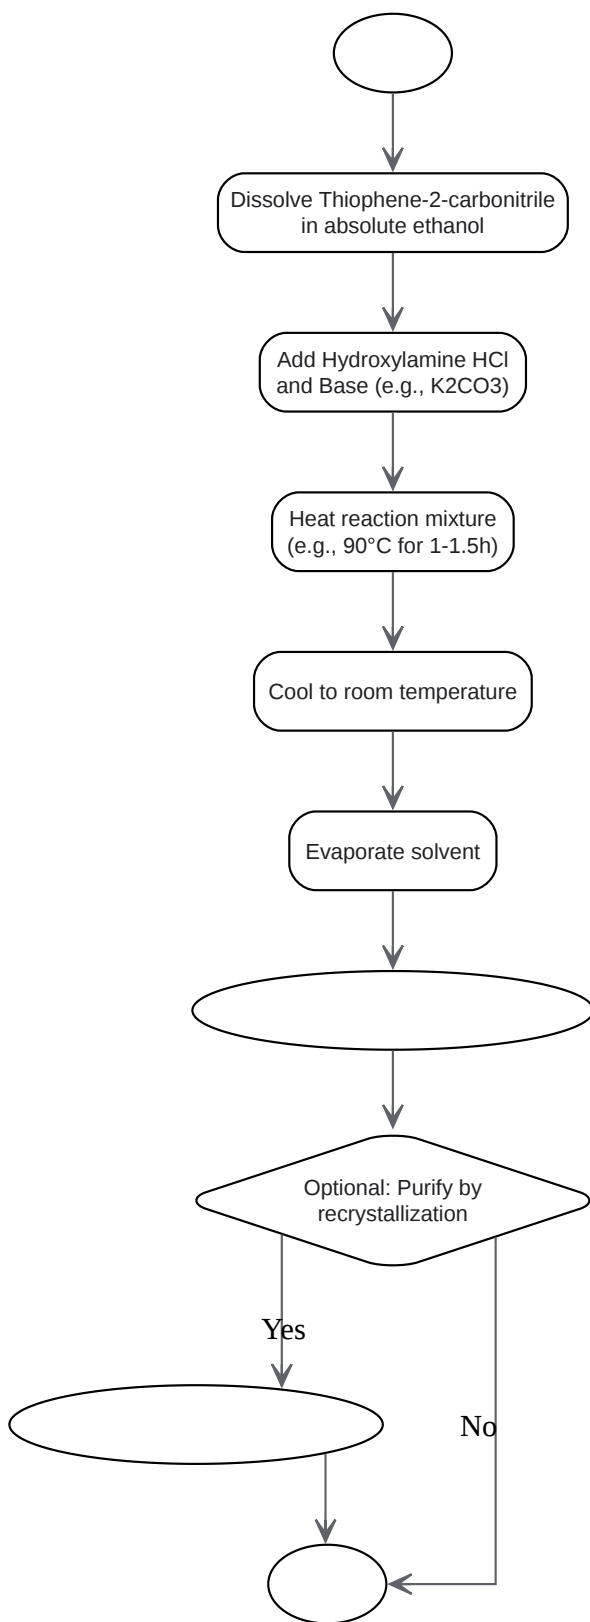 Dissolve Thiophene-2-carbonitrile
in absolute ethanol
Add Hydroxylamine HCl
and Base (e.g., K2CO3)
Heat reaction mixture
(e.g., 90°C for 1-1.5h)
Cool to room temperature
Evaporate solvent
Optional: Purify by
recrystallization
Yes
No